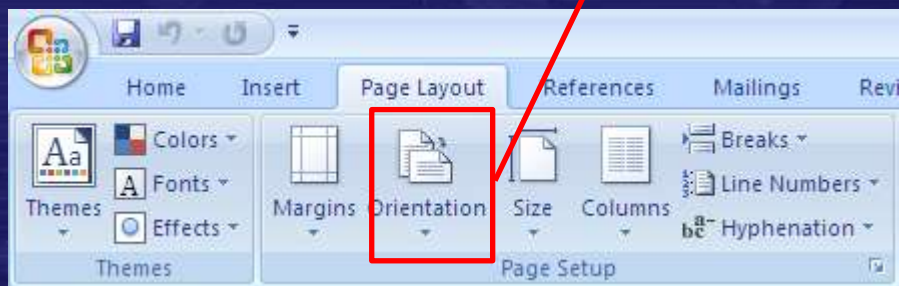 Home Insert Page Layout References Mailings Revi
Aa Colors Breaks
A Fonts Line Numbers
Themes Margins Orientation Size Columns
Effects Hyphenation
Themes Page Setup